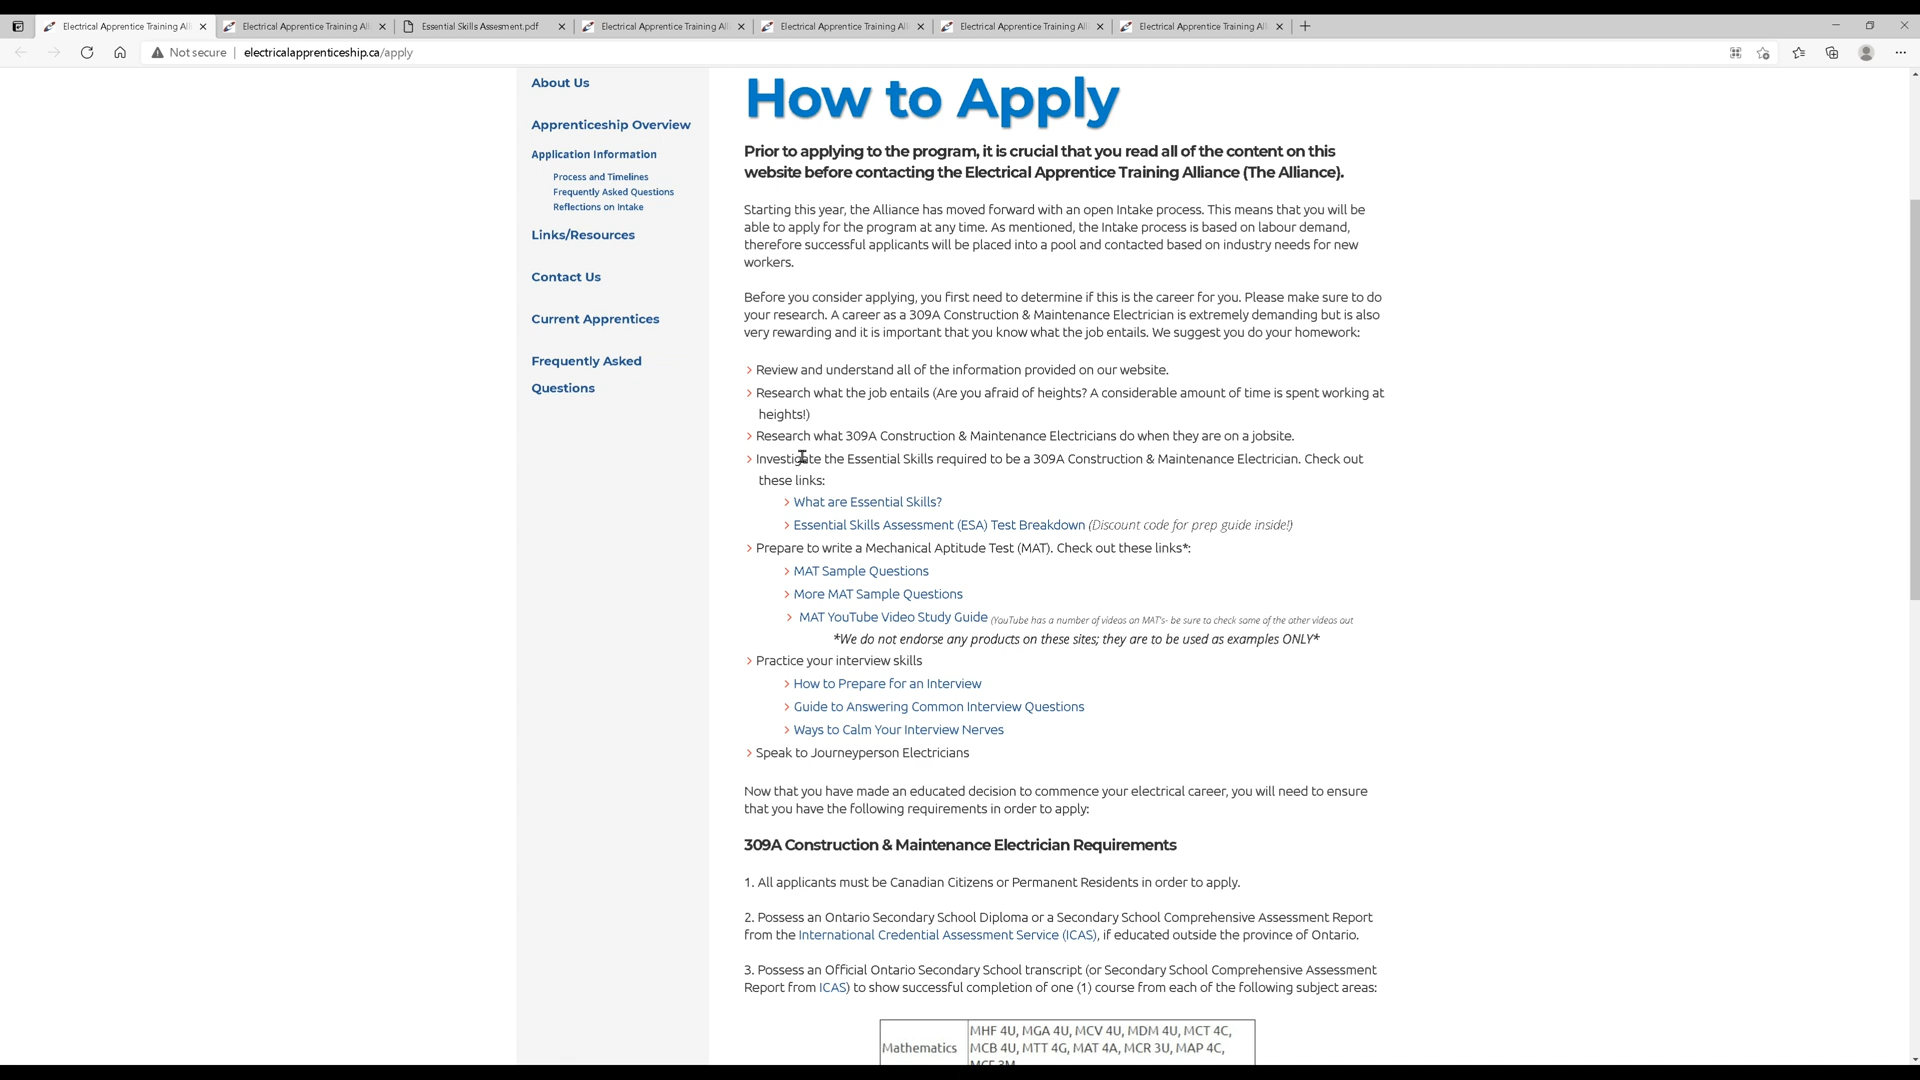 Electrical Apprentice Training All
Electrical Apprentice Training All
Essential Skills Assesment.pdf
Electrical Apprentice Training All
Electrical Apprentice Training All
Electrical Apprentice Training All
Electrical Apprentice Training All
Not secure | electricalapprenticeship.ca/apply
About Us
Apprenticeship Overview
Application Information
Process and Timelines
Frequently Asked Questions
Reflections on Intake
Links/Resources
Contact Us
Current Apprentices
Frequently Asked
Questions
How to Apply
Prior to applying to the program, it is crucial that you read all of the content on this
website before contacting the Electrical Apprentice Training Alliance (The Alliance).
Starting this year, the Alliance has moved forward with an open Intake process. This means that you will be
able to apply for the program at any time. As mentioned, the Intake process is based on labour demand,
therefore successful applicants will be placed into a pool and contacted based on industry needs for new
workers.
Before you consider applying, you first need to determine if this is the career for you. Please make sure to do
your research. A career as a 309A Construction & Maintenance Electrician is extremely demanding but is also
very rewarding and it is important that you know what the job entails. We suggest you do your homework:
> Review and understand all of the information provided on our website.
> Research what the job entails (Are you afraid of heights? A considerable amount of time is spent working at
heights!)
> Research what 309A Construction & Maintenance Electricians do when they are on a jobsite.
> Investigate the Essential Skills required to be a 309A Construction & Maintenance Electrician. Check out
these links:
> What are Essential Skills?
> Essential Skills Assessment (ESA) Test Breakdown (Discount code for prep guide inside!)
> Prepare to write a Mechanical Aptitude Test (MAT). Check out these links*:
> MAT Sample Questions
> More MAT Sample Questions
> MAT YouTube Video Study Guide (YouTube has a number of videos on MAT's- be sure to check some of the other videos out
*We do not endorse any products on these sites; they are to be used as examples ONLY*
> Practice your interview skills
> How to Prepare for an Interview
> Guide to Answering Common Interview Questions
> Ways to Calm Your Interview Nerves
> Speak to Journeyperson Electricians
Now that you have made an educated decision to commence your electrical career, you will need to ensure
that you have the following requirements in order to apply:
309A Construction & Maintenance Electrician Requirements
1. All applicants must be Canadian Citizens or Permanent Residents in order to apply.
2. Possess an Ontario Secondary School Diploma or a Secondary School Comprehensive Assessment Report
from the International Credential Assessment Service (ICAS), if educated outside the province of Ontario.
3. Possess an Official Ontario Secondary School transcript (or Secondary School Comprehensive Assessment
Report from ICAS) to show successful completion of one (1) course from each of the following subject areas:
Mathematics
MHF 4U, MGA 4U, MCV 4U, MDM 4U, MCT 4C,
MCB 4U, MTT 4G, MAT 4A, MCR 3U, MAP 4C,
MCF 3M